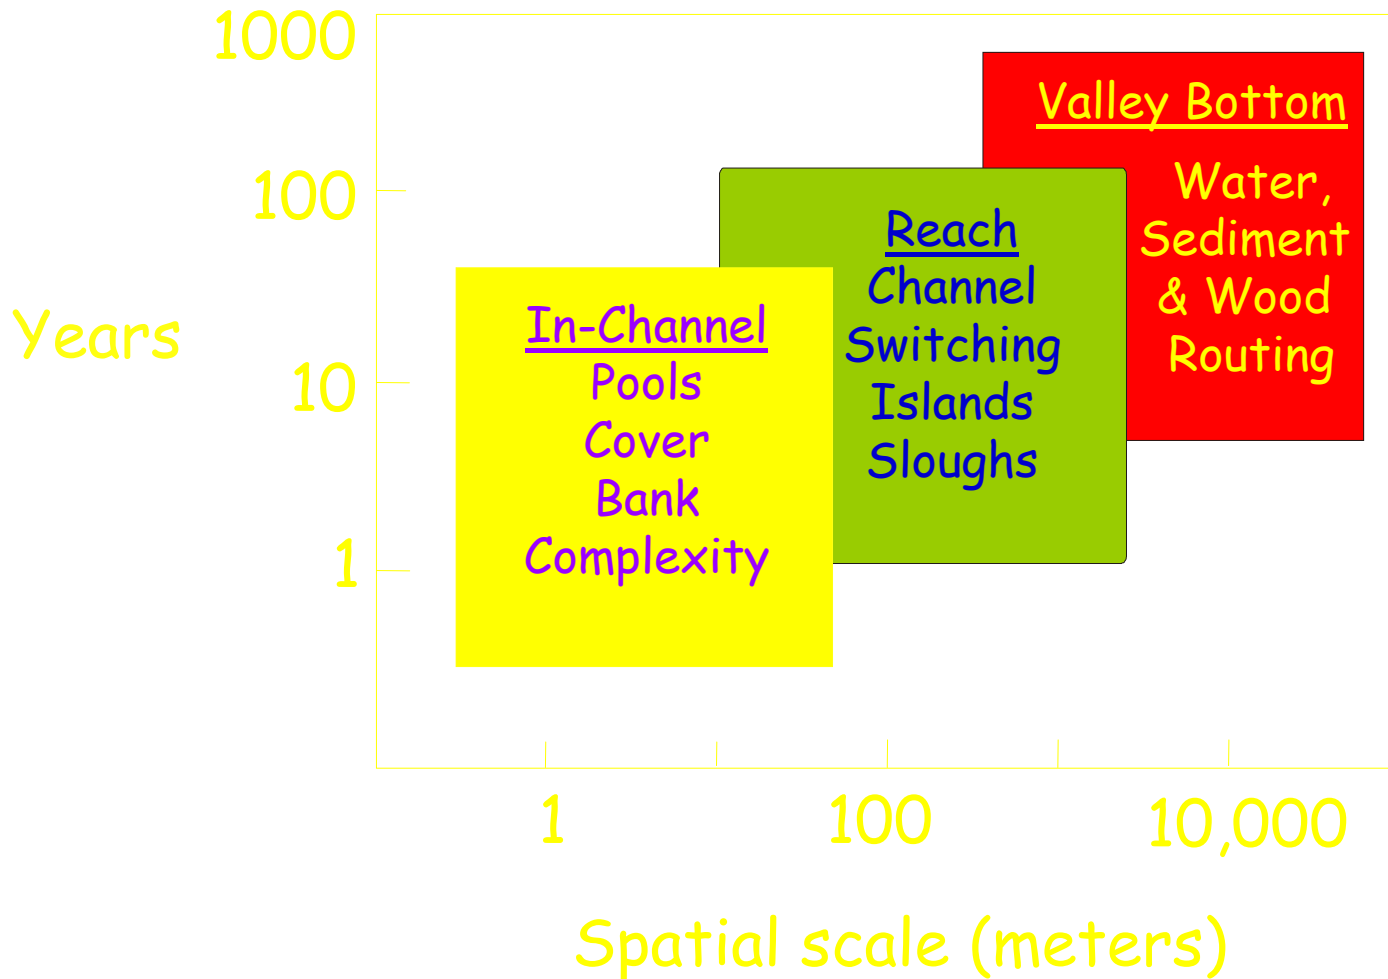 1000
100
10
1
Years
Valley Bottom
Water,
Sediment
& Wood
Routing
Reach
Channel
Switching
Islands
Sloughs
In-Channel
Pools
Cover
Bank
Complexity
1
100
10,000
Spatial scale (meters)